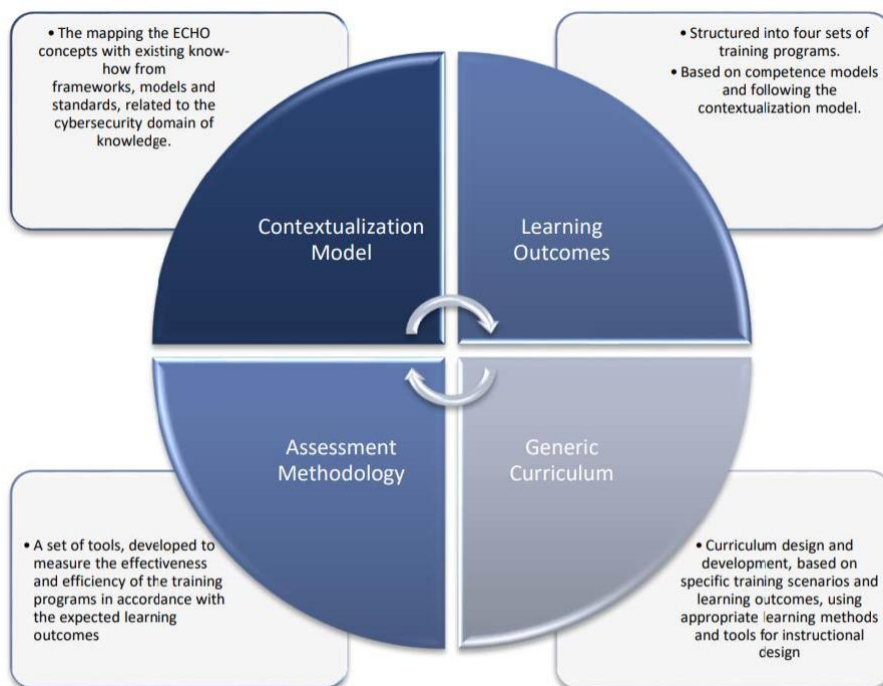 • The mapping the ECHO
concepts with existing know-
how from
frameworks, models and
standards, related to the
cybersecurity domain of
knowledge.
• Structured into four sets of
training programs.
• Based on competence models
and following the
contextualization model.
Contextualization
Model
Learning
Outcomes
Assessment
Methodology
Generic
Curriculum
• A set of tools, developed to
measure the effectiveness
and efficiency of the training
programs in accordance with
the expected learning
outcomes
• Curriculum design and
development, based on
specific training scenarios and
learning outcomes, using
appropriate learning methods
and tools for instructional
design